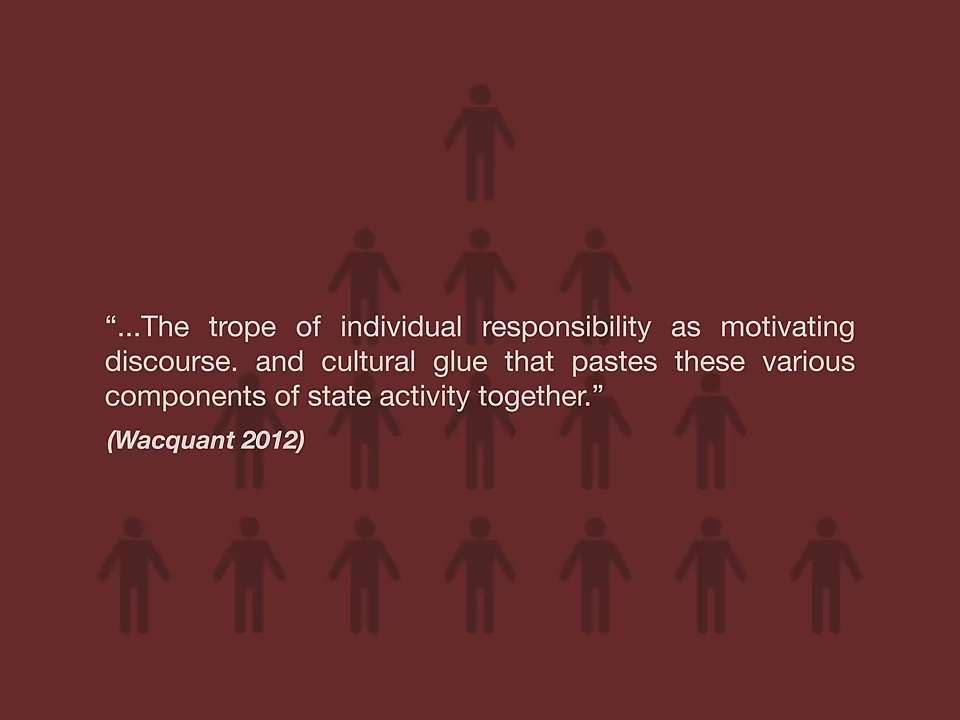 “...The trope of individual responsibility as motivating
discourse. and cultural glue that pastes these various
components of state activity together.”
(Wacquant 2012)